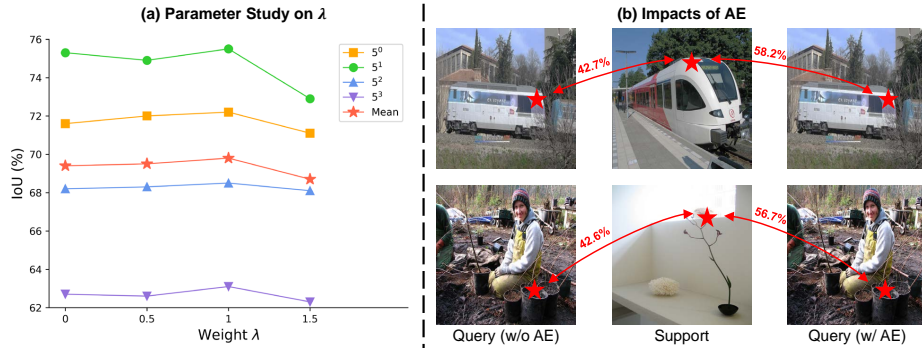 (a) Parameter Study on λ
IoU (%)
76
74
72
70
68
66
64
62
0
0.5
1
1.5
Weight λ
5⁰
5¹
5²
5³
Mean
(b) Impacts of AE
42.7%
58.2%
42.6%
56.7%
Query (w/o AE)
Support
Query (w/ AE)